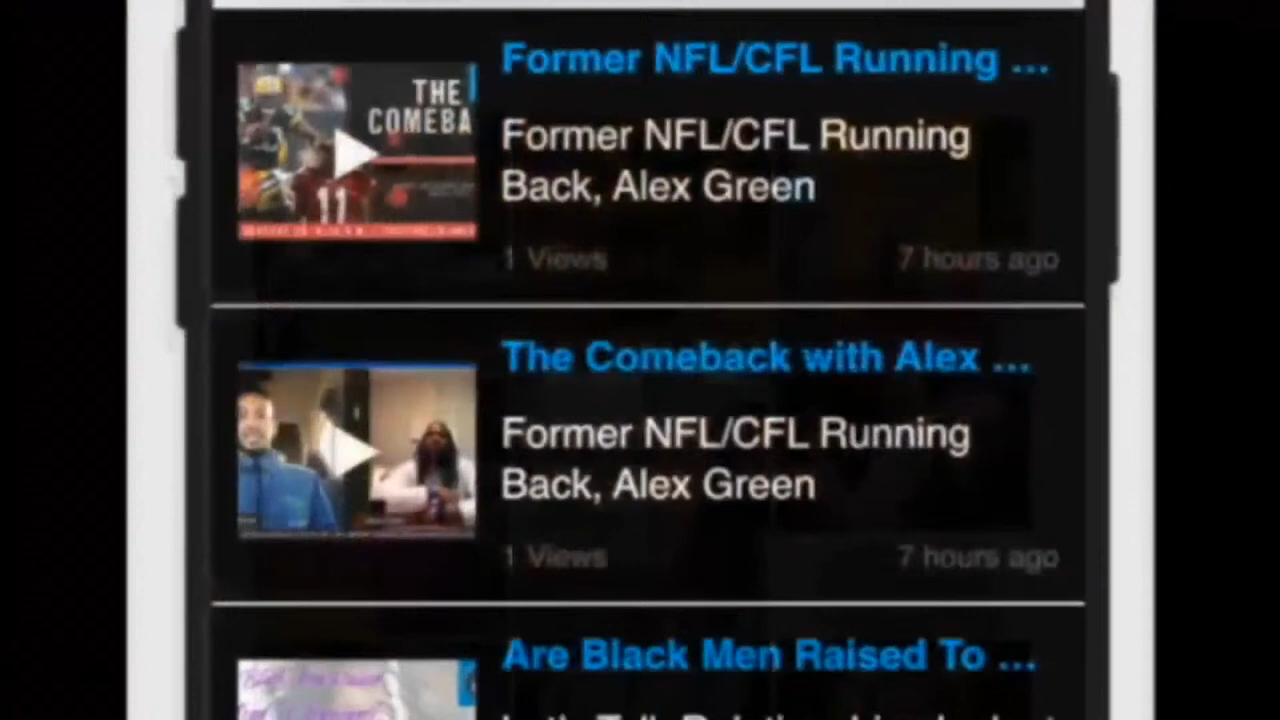 Former NFL/CFL Running ...
THE
COMEBA
Former NFL/CFL Running
Back, Alex Green
11
1 Views
7 hours ago
The Comeback with Alex ...
Former NFL/CFL Running
Back, Alex Green
1 Views
7 hours ago
Are Black Men Raised To ...